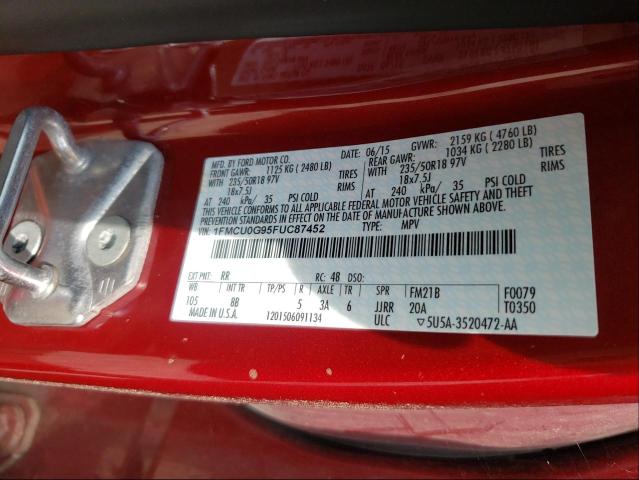 MFD. BY FORD MOTOR CO.
06/15 GVWR: 2159 KG ( 4760 LB)
FRONT GAWR: 1125 KG ( 2480 LB) REAR GAWR: 1034 KG ( 2280 LB)
WITH 235/50R18 97V TIRES WITH 235/50R18 97V TIRES
18x7.5J RIMS 18x7.5J RIMS
AT 240 kPa/ 35 PSI COLD AT 240 kPa/ 35 PSI COLD
THIS VEHICLE CONFORMS TO ALL APPLICABLE FEDERAL MOTOR VEHICLE SAFETY AND THEFT
PREVENTION STANDARDS IN EFFECT ON THE DATE OF MANUFACTURE SHOWN ABOVE.
VIN: 1FMCU0G95FUC87452 TYPE: MPV
EXT PNT: RR RC: 48 DSO:
WB INT TR TP/PS R AXLE TR SPR FM21B F0079
105 8B 5 3A 6 JJRR 20A T0350
MADE IN U.S.A. 1201506091134 ULC ▽5U5A-3520472-AA